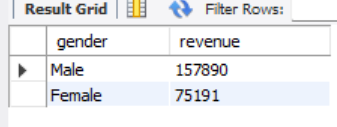 Result Grid Filter Rows:
gender revenue
Male 157890
Female 75191